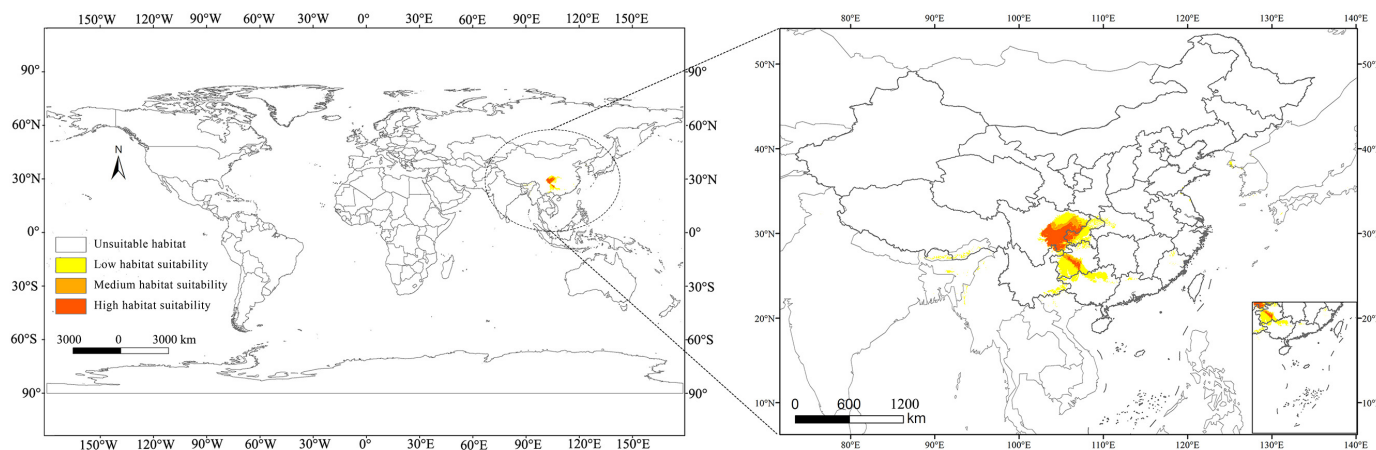 150°W 120°W 90°W 60°W 30°W 0° 30°E 60°E 90°E 120°E 150°E
90° 90°
60°N 60°N
N
30°N 30°N
0° 0°
Unsuitable habitat
Low habitat suitability
30°S 30°S
Medium habitat suitability
High habitat suitability
60°S 60°S
3000 0 3000 km
90° 90°
150°W 120°W 90°W 60°W 30°W 0° 30°E 60°E 90°E 120°E 150°E
80°E 90°E 100°E 110°E 120°E 130°E 140°E
50°N 50°N
40°N 40°N
30°N 30°N
20°N 20°N
10°N 10°N
0 600 1200
km
80°E 90°E 100°E 110°E 120°E 130°E 140°E